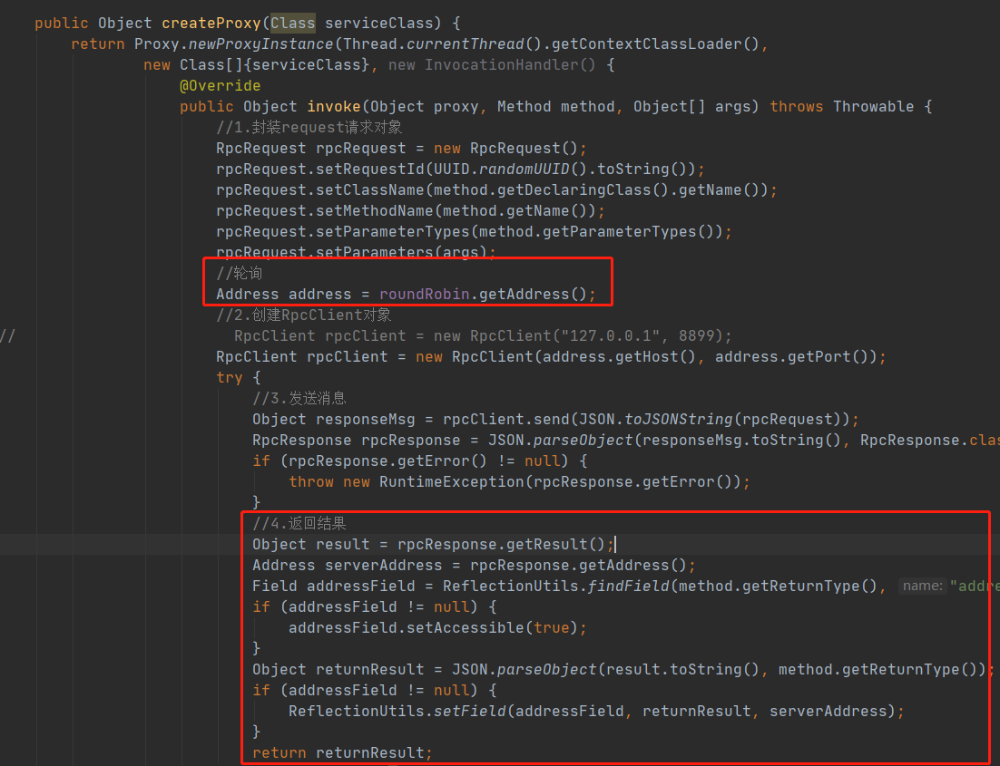 public Object createProxy(Class serviceClass) {
return Proxy.newProxyInstance(Thread.currentThread().getContextClassLoader(),
new Class[]{serviceClass}, new InvocationHandler() {
@Override
public Object invoke(Object proxy, Method method, Object[] args) throws Throwable {
//1.封装request请求对象
RpcRequest rpcRequest = new RpcRequest();
rpcRequest.setRequestId(UUID.randomUUID().toString());
rpcRequest.setClassName(method.getDeclaringClass().getName());
rpcRequest.setMethodName(method.getName());
rpcRequest.setParameterTypes(method.getParameterTypes());
rpcRequest.setParameters(args);
//轮询
Address address = roundRobin.getAddress();
//2.创建RpcClient对象
// RpcClient rpcClient = new RpcClient("127.0.0.1", 8899);
RpcClient rpcClient = new RpcClient(address.getHost(), address.getPort());
try {
//3.发送消息
Object responseMsg = rpcClient.send(JSON.toJSONString(rpcRequest));
RpcResponse rpcResponse = JSON.parseObject(responseMsg.toString(), RpcResponse.clas
if (rpcResponse.getError() != null) {
throw new RuntimeException(rpcResponse.getError());
}
//4.返回结果
Object result = rpcResponse.getResult();
Address serverAddress = rpcResponse.getAddress();
Field addressField = ReflectionUtils.findField(method.getReturnType(), name: "addre
if (addressField != null) {
addressField.setAccessible(true);
}
Object returnResult = JSON.parseObject(result.toString(), method.getReturnType());
if (addressField != null) {
ReflectionUtils.setField(addressField, returnResult, serverAddress);
}
return returnResult;